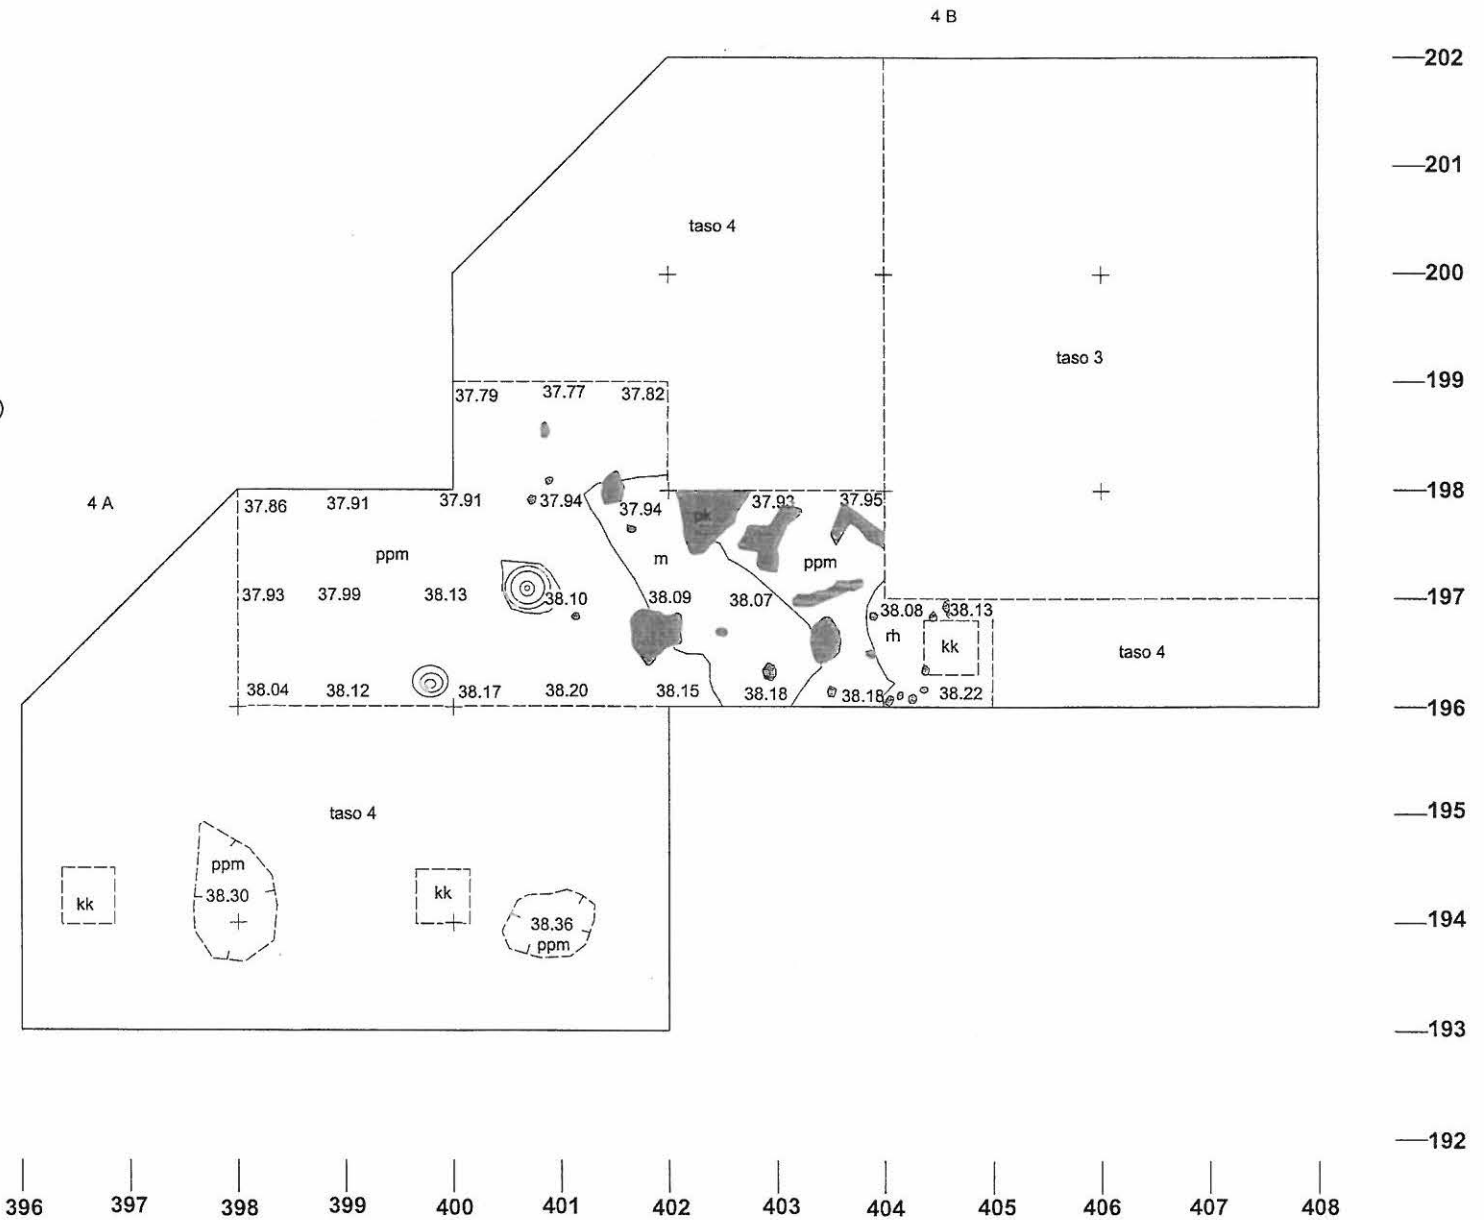 4 B
202
201
taso 4
200
taso 3
199
37.79 37.77 37.82
4 A
198
37.86 37.91 37.91 37.94 37.94 pk 37.93 37.95
ppm m ppm
197
37.93 37.99 38.13 38.10 38.09 38.07 38.08 38.13
rh kk taso 4
38.04 38.12 38.17 38.20 38.15 38.18 38.18 38.22
196
taso 4
195
ppm
kk 38.30 kk
194
38.36
ppm
193
192
396 397 398 399 400 401 402 403 404 405 406 407 408